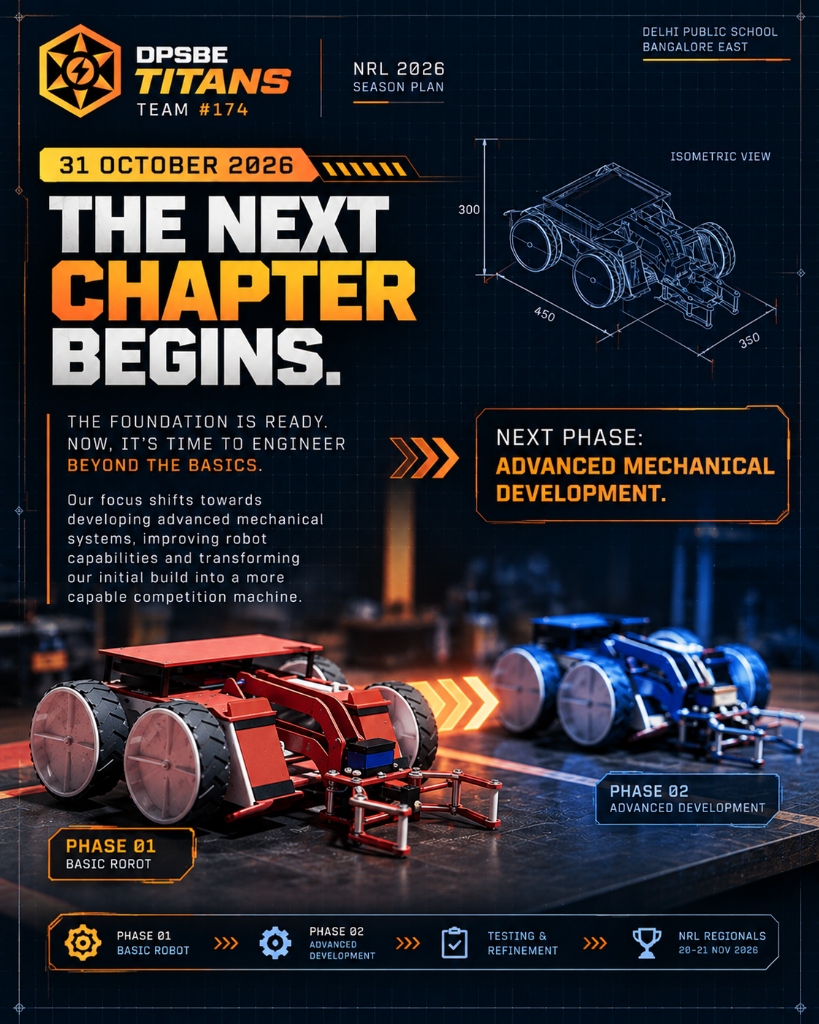 DPSBE
TITANS
TEAM #174
NRL 2026
SEASON PLAN
DELHI PUBLIC SCHOOL
BANGALORE EAST
31 OCTOBER 2026
THE NEXT
CHAPTER
BEGINS.
ISOMETRIC VIEW
300
450
350
THE FOUNDATION IS READY.
NOW, IT'S TIME TO ENGINEER
BEYOND THE BASICS.
Our focus shifts towards
developing advanced mechanical
systems, improving robot
capabilities and transforming
our initial build into a more
capable competition machine.
NEXT PHASE:
ADVANCED MECHANICAL
DEVELOPMENT.
PHASE 01
BASIC ROROT
PHASE 02
ADVANCED DEVELOPMENT
PHASE 01
BASIC ROBOT
PHASE 02
ADVANCED
DEVELOPMENT
TESTING &
REFINEMENT
NRL REGIONALS
20-21 NOV 2026